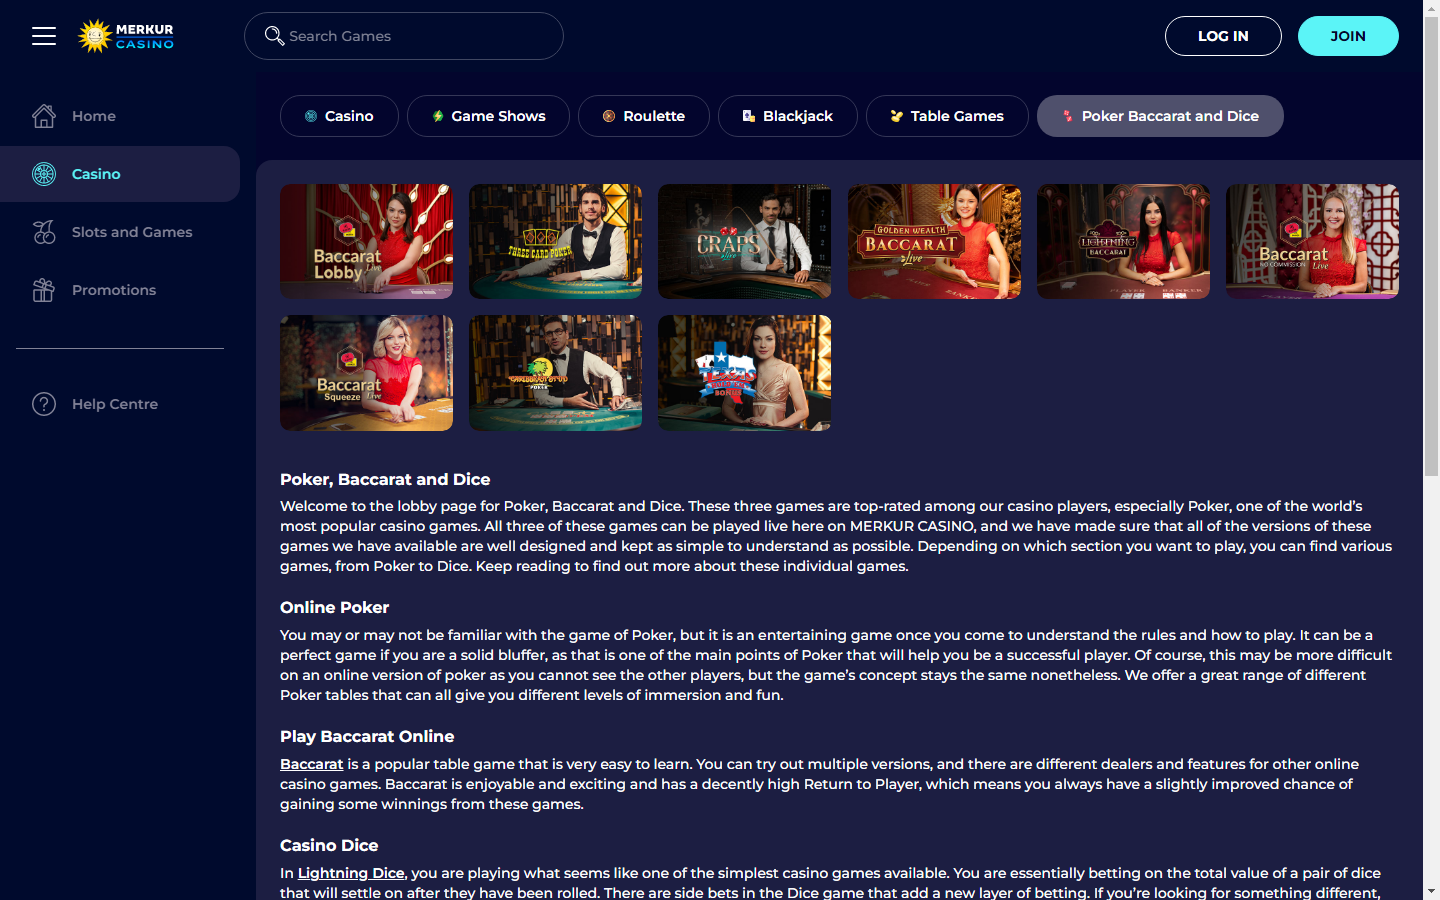 MERKUR
CASINO
Search Games
LOG IN
JOIN
Home
Casino
Slots and Games
Promotions
Help Centre
Casino
Game Shows
Roulette
Blackjack
Table Games
Poker Baccarat and Dice
Baccarat
Lobby Live
THREE CARD POKER
CRAPS
Live
GOLDEN WEALTH
BACCARAT
Live
LIGHTNING
BACCARAT
PLAYER BANKER
Baccarat
NO COMMISSION Live
Baccarat
Squeeze Live
CARIBBEAN STUD
POKER
TEXAS
HOLD'EM
BONUS
Poker, Baccarat and Dice
Welcome to the lobby page for Poker, Baccarat and Dice. These three games are top-rated among our casino players, especially Poker, one of the world’s
most popular casino games. All three of these games can be played live here on MERKUR CASINO, and we have made sure that all of the versions of these
games we have available are well designed and kept as simple to understand as possible. Depending on which section you want to play, you can find various
games, from Poker to Dice. Keep reading to find out more about these individual games.
Online Poker
You may or may not be familiar with the game of Poker, but it is an entertaining game once you come to understand the rules and how to play. It can be a
perfect game if you are a solid bluffer, as that is one of the main points of Poker that will help you be a successful player. Of course, this may be more difficult
on an online version of poker as you cannot see the other players, but the game’s concept stays the same nonetheless. We offer a great range of different
Poker tables that can all give you different levels of immersion and fun.
Play Baccarat Online
Baccarat is a popular table game that is very easy to learn. You can try out multiple versions, and there are different dealers and features for other online
casino games. Baccarat is enjoyable and exciting and has a decently high Return to Player, which means you always have a slightly improved chance of
gaining some winnings from these games.
Casino Dice
In Lightning Dice, you are playing what seems like one of the simplest casino games available. You are essentially betting on the total value of a pair of dice
that will settle on after they have been rolled. There are side bets in the Dice game that add a new layer of betting. If you’re looking for something different,